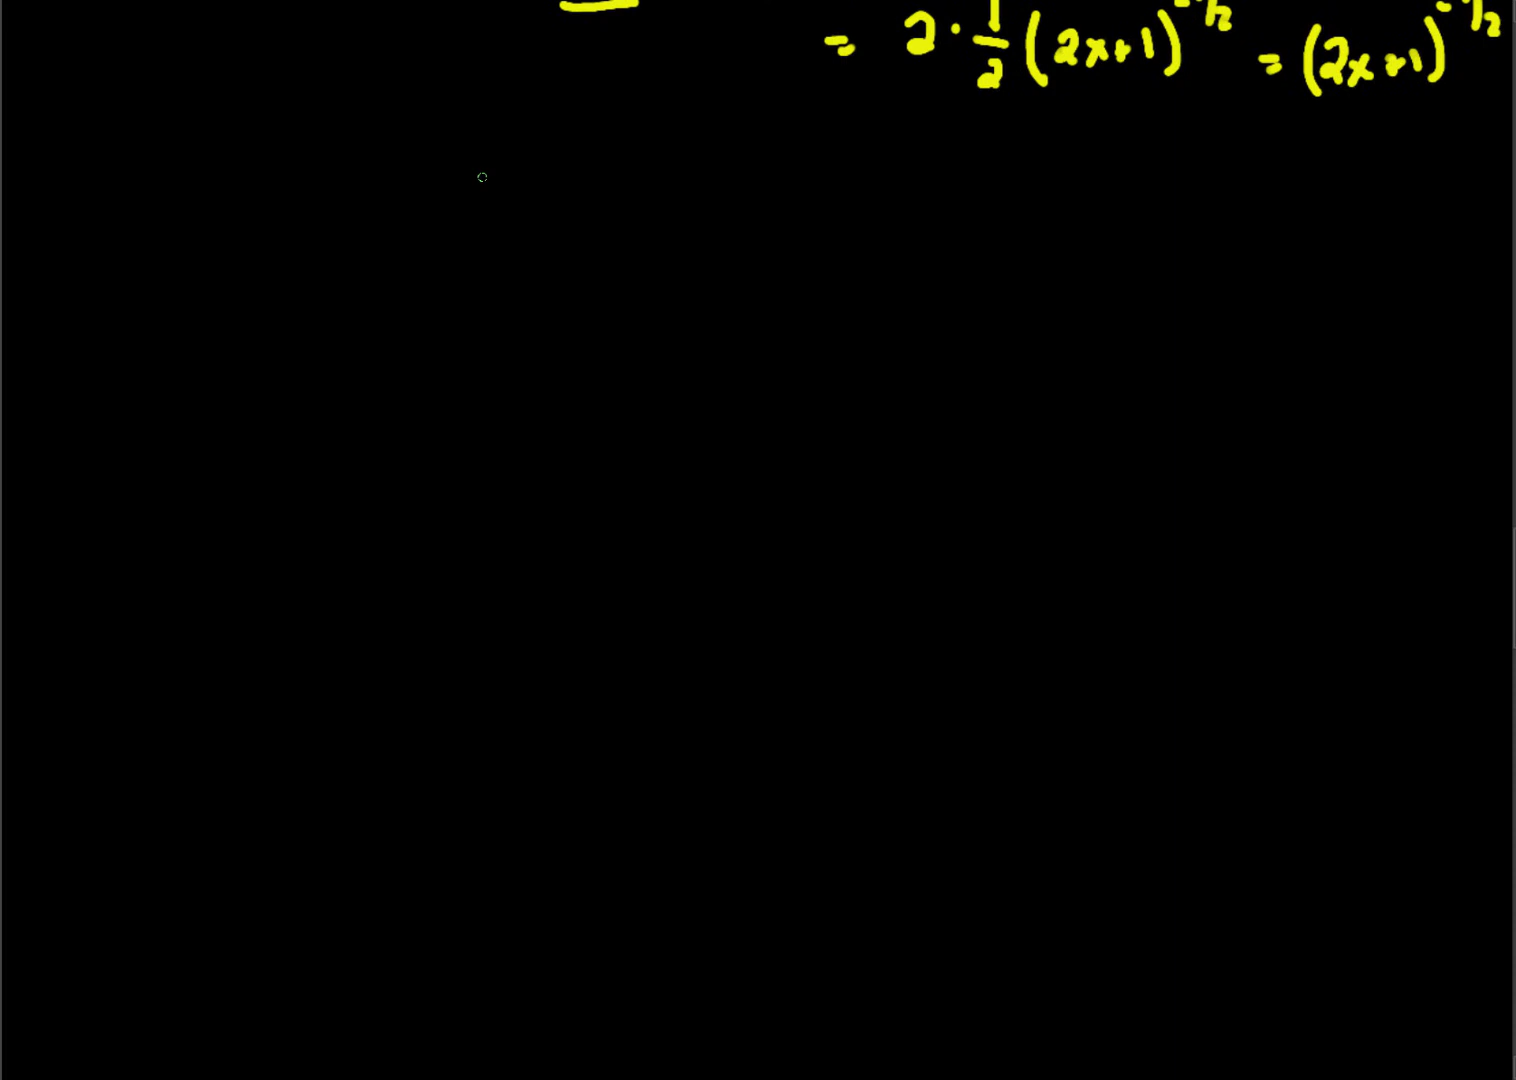 = 2 · 1/2 (2x+1)^-1/2 = (2x+1)^-1/2